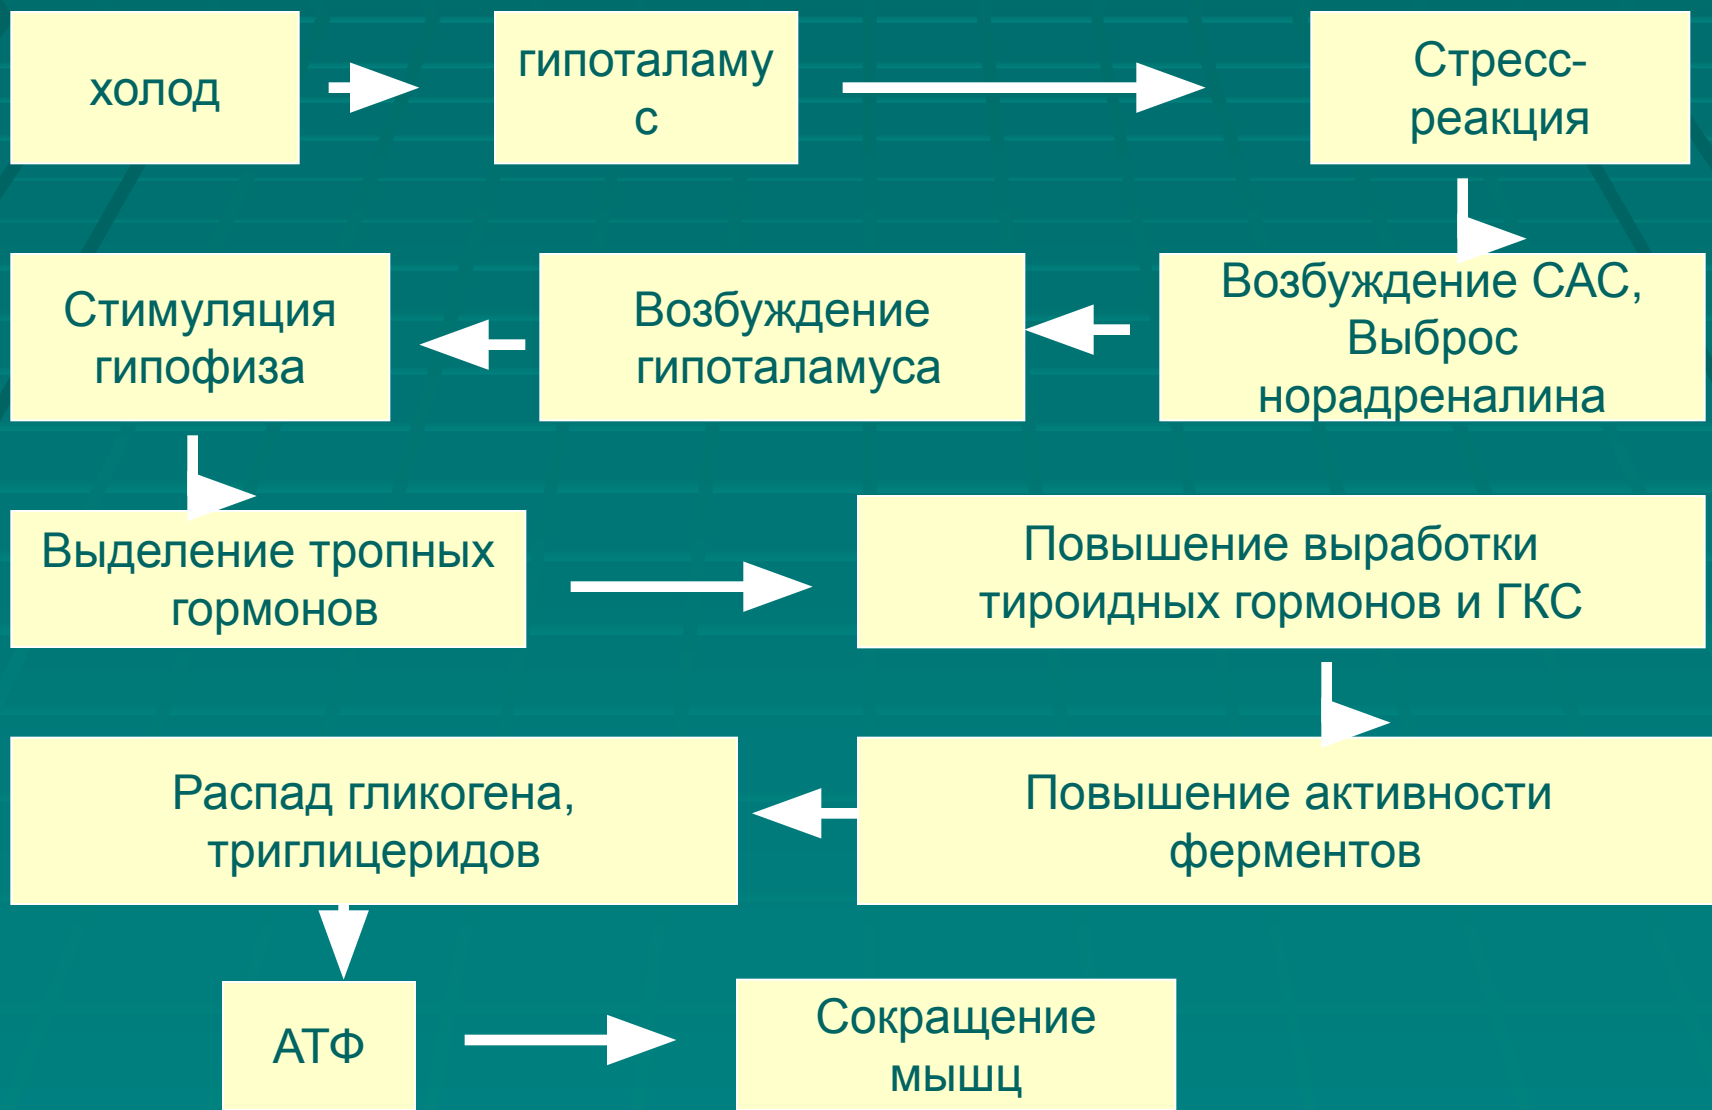 холод
гипоталаму
с
Стресс-
реакция
Стимуляция
гипофиза
Возбуждение
гипоталамуса
Возбуждение САС,
Выброс
норадреналина
Выделение тропных
гормонов
Повышение выработки
тироидных гормонов и ГКС
Распад гликогена,
триглицеридов
Повышение активности
ферментов
АТФ
Сокращение
мышц